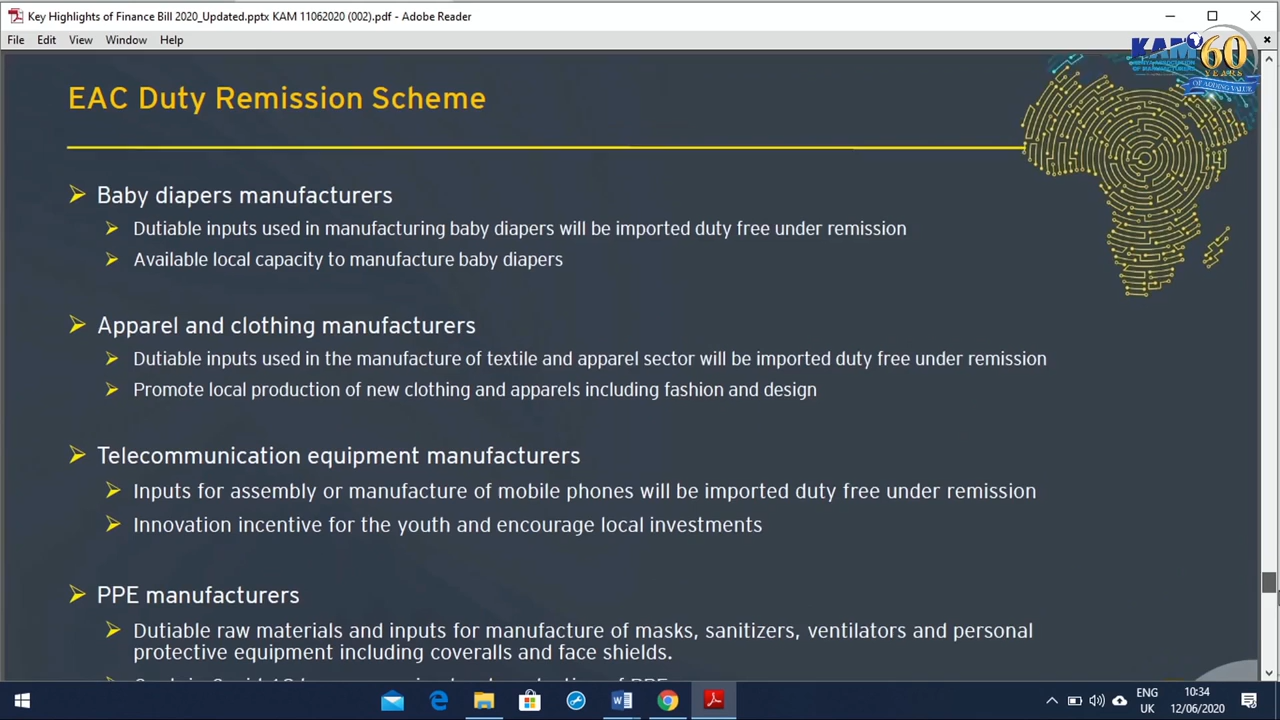 Key Highlights of Finance Bill 2020_Updated.pptx KAM 11062020 (002).pdf - Adobe Reader
File Edit View Window Help
KAM 60
YEARS
OF ADDING VALUE
EAC Duty Remission Scheme
Baby diapers manufacturers
Dutiable inputs used in manufacturing baby diapers will be imported duty free under remission
Available local capacity to manufacture baby diapers
Apparel and clothing manufacturers
Dutiable inputs used in the manufacture of textile and apparel sector will be imported duty free under remission
Promote local production of new clothing and apparels including fashion and design
Telecommunication equipment manufacturers
Inputs for assembly or manufacture of mobile phones will be imported duty free under remission
Innovation incentive for the youth and encourage local investments
PPE manufacturers
Dutiable raw materials and inputs for manufacture of masks, sanitizers, ventilators and personal
protective equipment including coveralls and face shields.
ENG
UK
10:34
12/06/2020